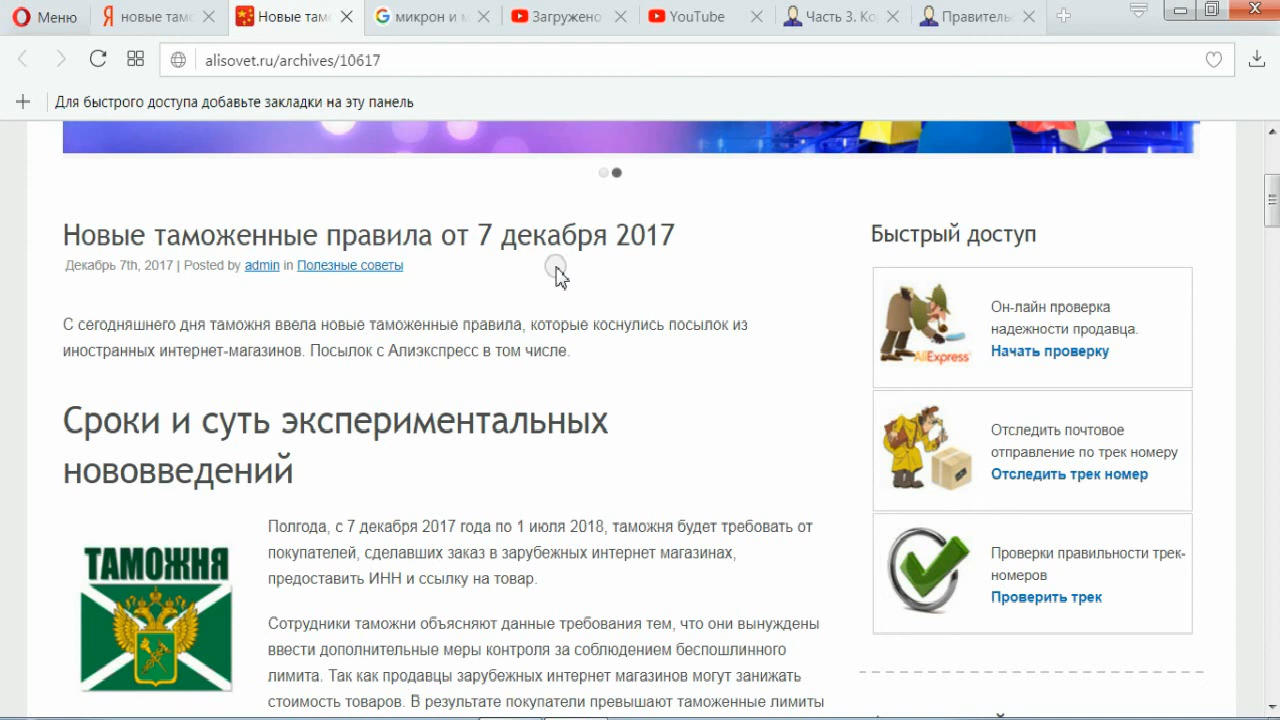 Меню
новые там
Новые там
микрон и м
Загружено
YouTube
Часть 3. Ко
Правитель
alisovet.ru/archives/10617
Для быстрого доступа добавьте закладки на эту панель
Новые таможенные правила от 7 декабря 2017
Декабрь 7th, 2017 | Posted by admin in Полезные советы
С сегодняшнего дня таможня ввела новые таможенные правила, которые коснулись посылок из
иностранных интернет-магазинов. Посылок с Алиэкспресс в том числе.
Сроки и суть экспериментальных
нововведений
ТАМОЖНЯ
Полгода, с 7 декабря 2017 года по 1 июля 2018, таможня будет требовать от
покупателей, сделавших заказ в зарубежных интернет магазинах,
предоставить ИНН и ссылку на товар.
Сотрудники таможни объясняют данные требования тем, что они вынуждены
ввести дополнительные меры контроля за соблюдением беспошлинного
лимита. Так как продавцы зарубежных интернет магазинов могут занижать
стоимость товаров. В результате покупатели превышают таможенные лимиты
Быстрый доступ
AliExpress
Он-лайн проверка
надежности продавца.
Начать проверку
Отследить почтовое
отправление по трек номеру
Отследить трек номер
Проверки правильности трек-
номеров
Проверить трек